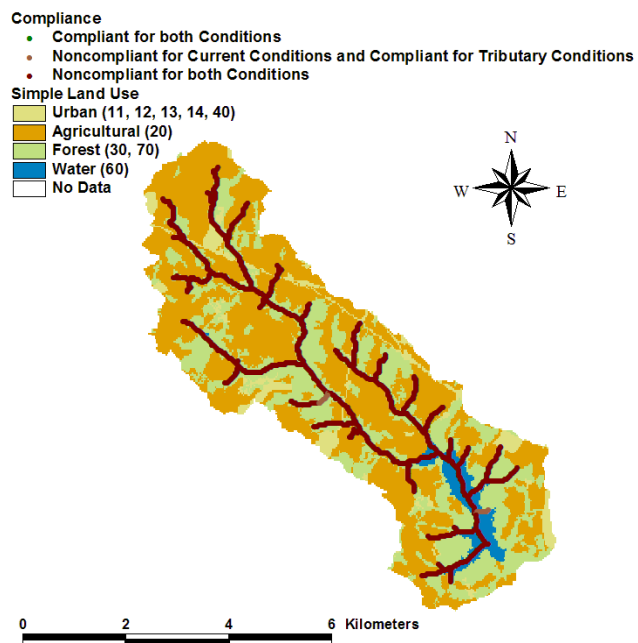 Compliance
Compliant for both Conditions
Noncompliant for Current Conditions and Compliant for Tributary Conditions
Noncompliant for both Conditions
Simple Land Use
Urban (11, 12, 13, 14, 40)
Agricultural (20)
Forest (30, 70)
Water (60)
No Data
N
W E
S
0 2 4 6 Kilometers